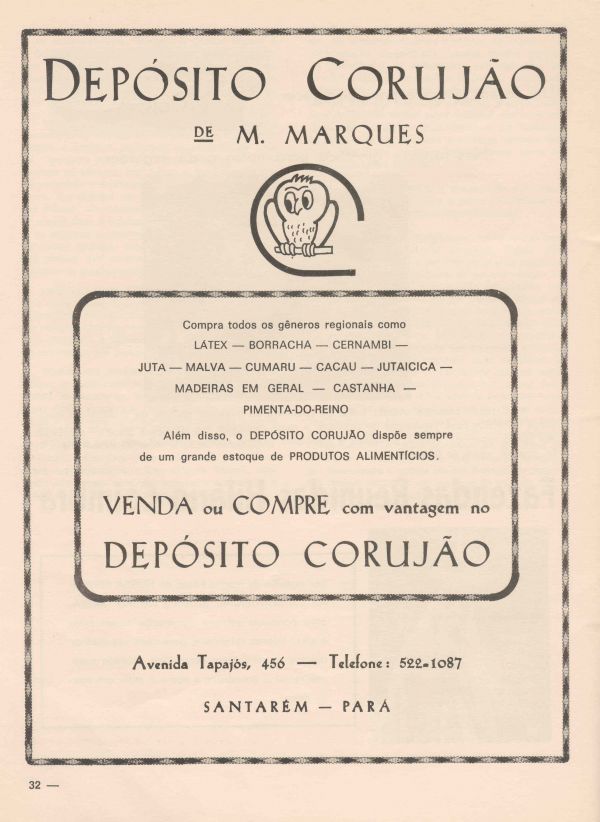 DEPÓSITO CORUJÃO
DE M. MARQUES
Compra todos os gêneros regionais como
LÁTEX — BORRACHA — CERNAMBI —
JUTA — MALVA — CUMARU — CACAU — JUTAICICA —
MADEIRAS EM GERAL — CASTANHA —
PIMENTA-DO-REINO
Além disso, o DEPÓSITO CORUJÃO dispõe sempre
de um grande estoque de PRODUTOS ALIMENTÍCIOS.
VENDA ou COMPRE com vantagem no
DEPÓSITO CORUJÃO
Avenida Tapajós, 456 — Telefone: 522-1087
SANTARÉM — PARÁ
32 —